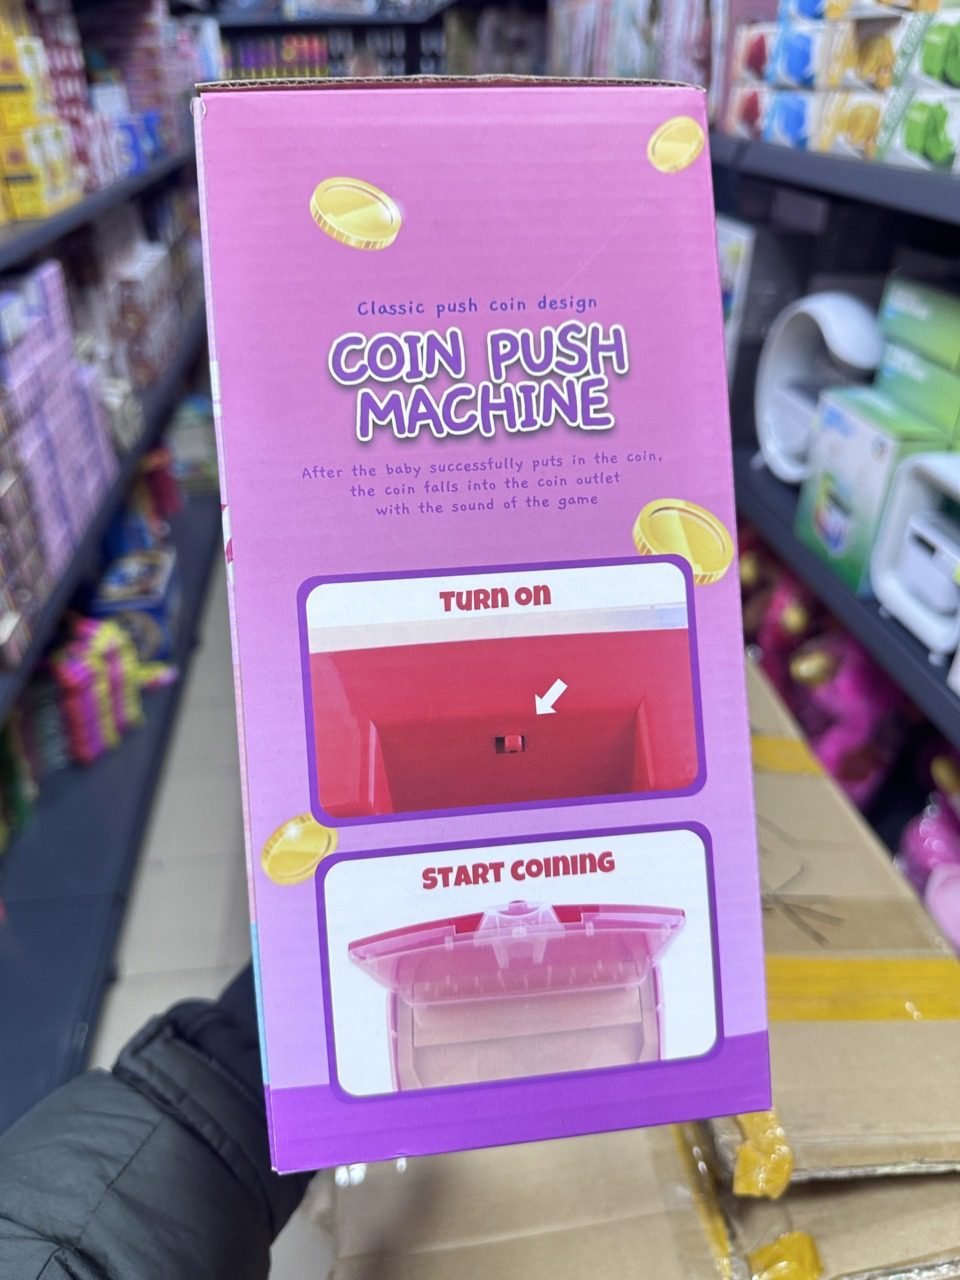 Classic push coin design
COIN PUSH
MACHINE
After the baby successfully puts in the coin,
the coin falls into the coin outlet
with the sound of the game
TURN ON
START COINING